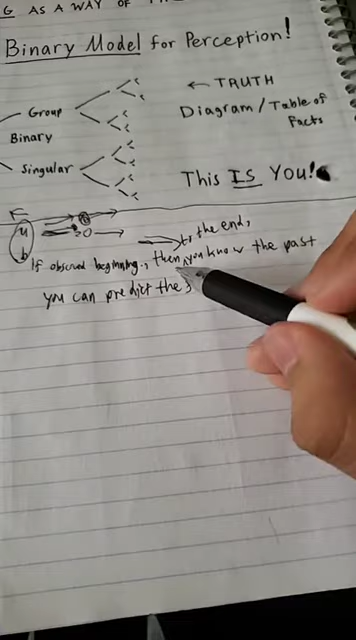 G AS A WAY OF
Binary Model for Perception!
Group
Binary
Singular
← TRUTH
Diagram/Table of
Facts
This IS You!
to the end,
If observed beginning, then you know the past
you can predict the